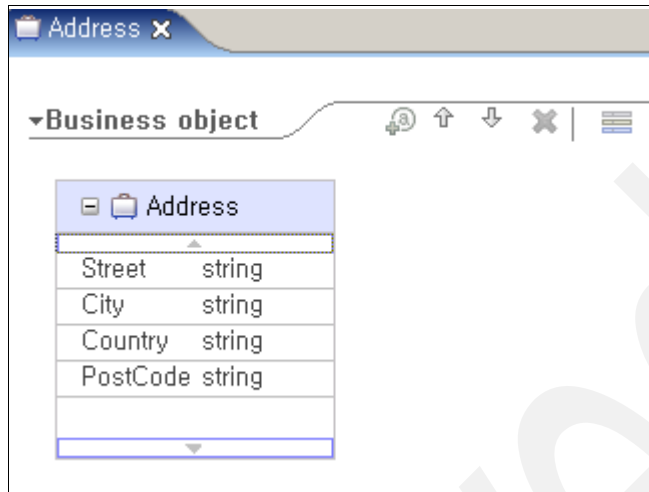 Address
Business object
Address
Street string
City string
Country string
PostCode string